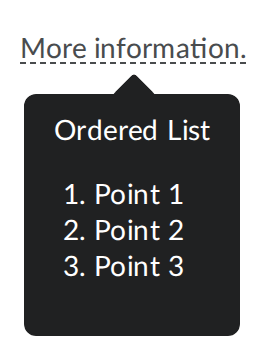 More information.
Ordered List
1. Point 1
2. Point 2
3. Point 3